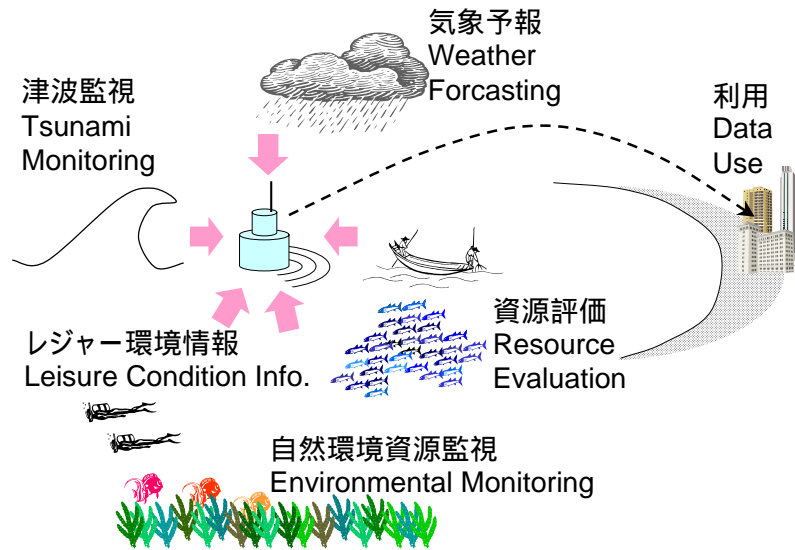 気象予報
Weather
Forcasting
津波監視
Tsunami
Monitoring
利用
Data
Use
レジャー環境情報
Leisure Condition Info.
資源評価
Resource
Evaluation
自然環境資源監視
Environmental Monitoring